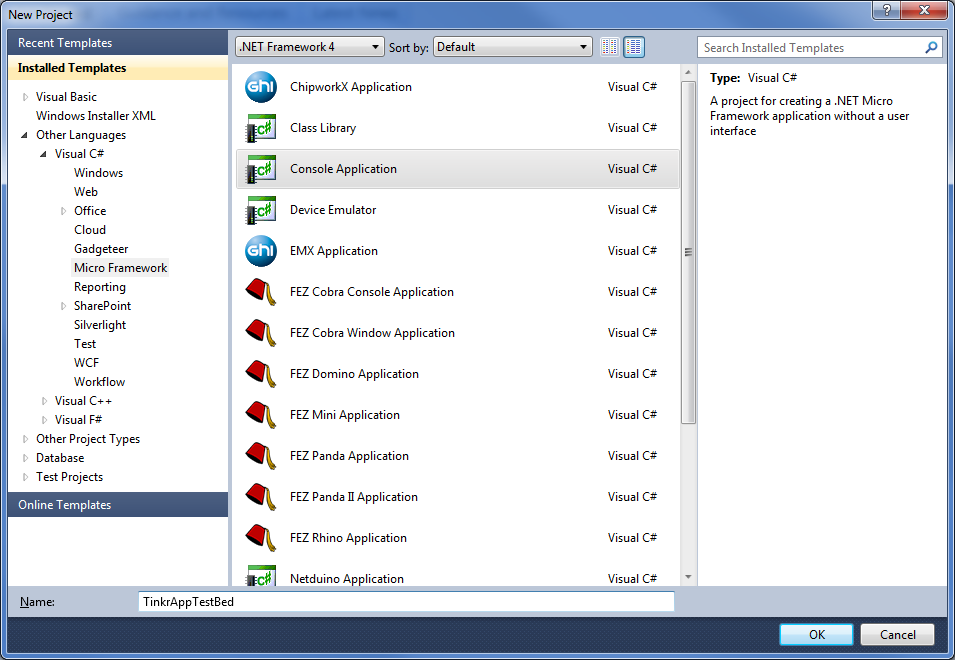 New Project
?
Recent Templates
Installed Templates
Visual Basic
Windows Installer XML
Other Languages
Visual C#
Windows
Web
Office
Cloud
Gadgeteer
Micro Framework
Reporting
SharePoint
Silverlight
Test
WCF
Workflow
Visual C++
Visual F#
Other Project Types
Database
Test Projects
Online Templates
.NET Framework 4 Sort by: Default
GHI ChipworkX Application Visual C#
C# Class Library Visual C#
C# Console Application Visual C#
C# Device Emulator Visual C#
GHI EMX Application Visual C#
FEZ Cobra Console Application Visual C#
FEZ Cobra Window Application Visual C#
FEZ Domino Application Visual C#
FEZ Mini Application Visual C#
FEZ Panda Application Visual C#
FEZ Panda II Application Visual C#
FEZ Rhino Application Visual C#
C# Netduino Application Visual C#
Search Installed Templates
Type: Visual C#
A project for creating a .NET Micro
Framework application without a user
interface
Name: TinkrAppTestBed
OK Cancel